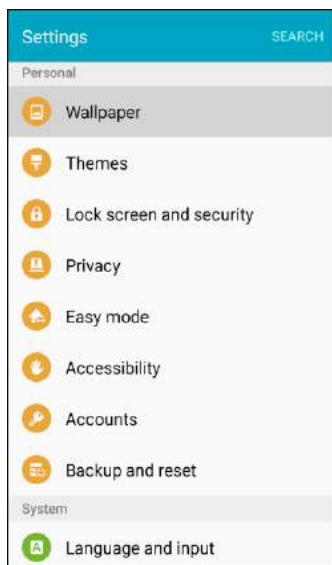 Settings SEARCH
Personal
Wallpaper
Themes
Lock screen and security
Privacy
Easy mode
Accessibility
Accounts
Backup and reset
System
A Language and input